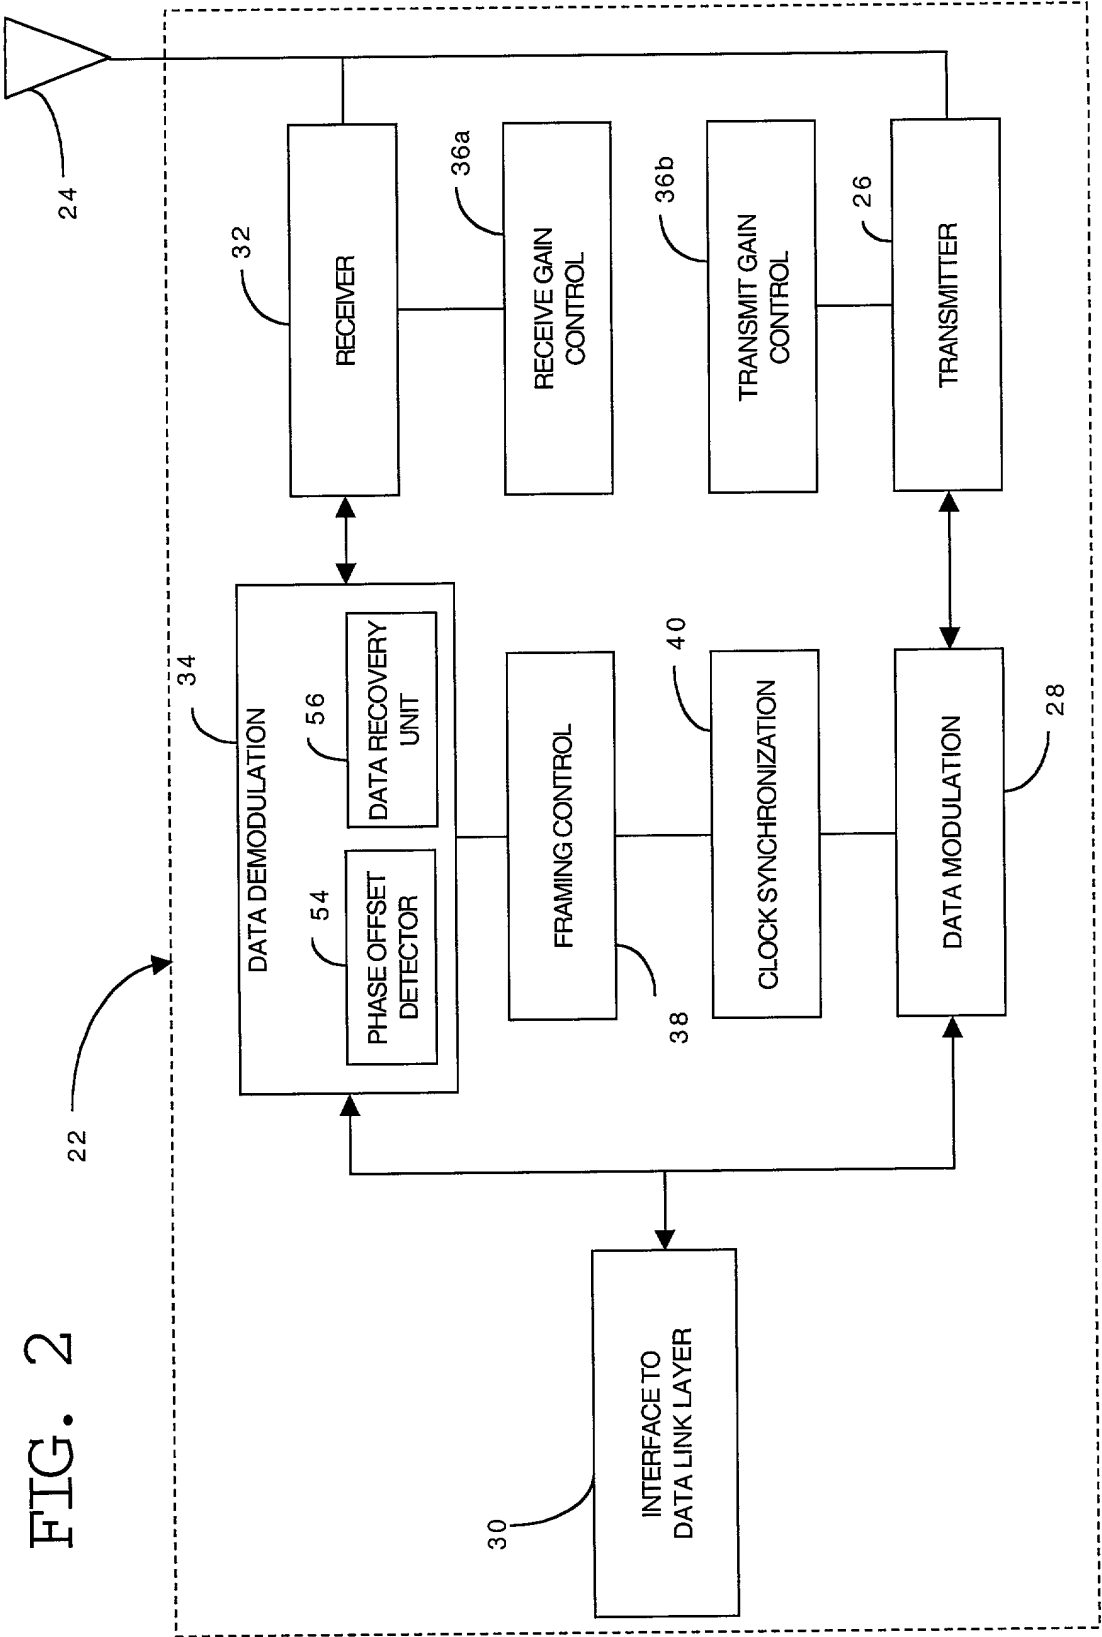 FIG. 2
22
24
34
DATA DEMODULATION
54
PHASE OFFSET
DETECTOR
56
DATA RECOVERY
UNIT
32
RECEIVER
36a
RECEIVE GAIN
CONTROL
38
FRAMING CONTROL
30
INTERFACE TO
DATA LINK LAYER
40
CLOCK SYNCHRONIZATION
36b
TRANSMIT GAIN
CONTROL
28
DATA MODULATION
26
TRANSMITTER